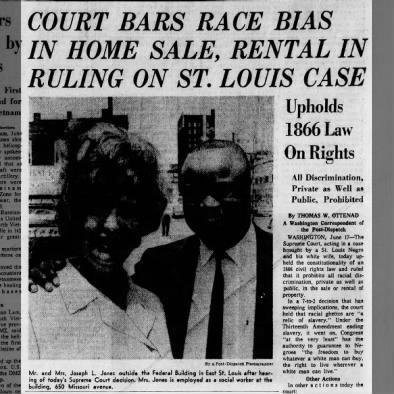 COURT BARS RACE BIAS
IN HOME SALE, RENTAL IN
RULING ON ST. LOUIS CASE
Upholds
1866 Law
On Rights
All Discrimination,
Private as Well as
Public, Prohibited
By THOMAS W. OTTENAD
A Washington Correspondent of
the Post-Dispatch
WASHINGTON, June 17—The
Supreme Court, acting in a case
brought by a St. Louis Negro
and his white wife, today up-
held the constitutionality of an
1866 civil rights law and ruled
that it prohibits all racial dis-
crimination, private as well as
public, in the sale or rental of
property.
In a 7-to-2 decision that has
sweeping implications, the court
held that racial ghettos are "a
relic of slavery." Under the
Thirteenth Amendment ending
slavery, it went on, Congress
"at the very least" has the
authority to guarantee to Ne-
groes "the freedom to buy
whatever a white man can buy,
the right to live wherever a
white man can live."
Other Actions
In other actions today the
court:
By a Post-Dispatch Photographer
Mr. and Mrs. Joseph L. Jones outside the Federal Building in East St. Louis after hear-
ing of today's Supreme Court decision. Mrs. Jones is employed as a social worker at the
building, 650 Missouri avenue.
by
First